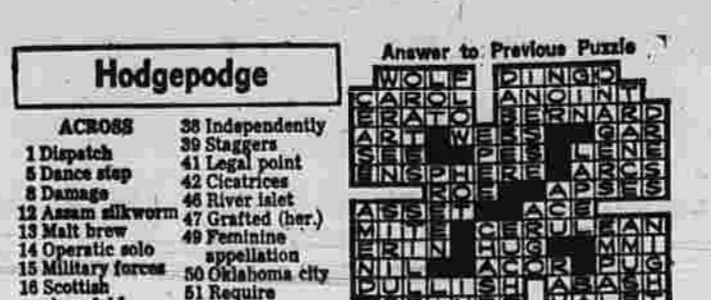 Hodgepodge
ACROSS
1 Dispatch
5 Dance step
8 Damage
12 Assam silkworm
13 Malt brew
14 Operatic solo
15 Military forces
16 Scottish
38 Independently
39 Staggers
41 Legal point
42 Cicatrices
46 River islet
47 Grafted (her.)
49 Feminine
appellation
50 Oklahoma city
51 Require
Answer to Previous Puzzle
WOLF DINGO
CAROL ANOINT
ERATO BERNARD
ART WERS GAR
SEE PES LENE
ENSPHERE ARCS
ROE APSES
ASSET ACE
MITE CERULEAN
ERIN HUG MMI
NIL ACOR PUG
DULLISH ABASH